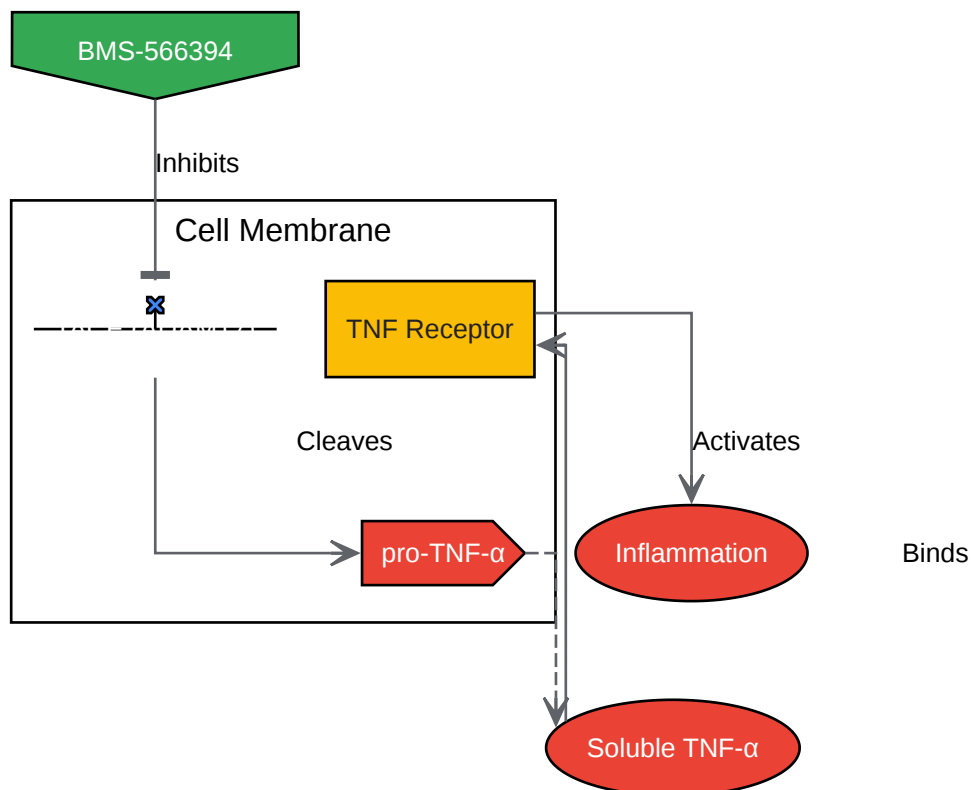 BMS-566394
Inhibits
Cell Membrane
TNF Receptor
Cleaves
Activates
pro-TNF-α
Inflammation
Binds
Soluble TNF-α